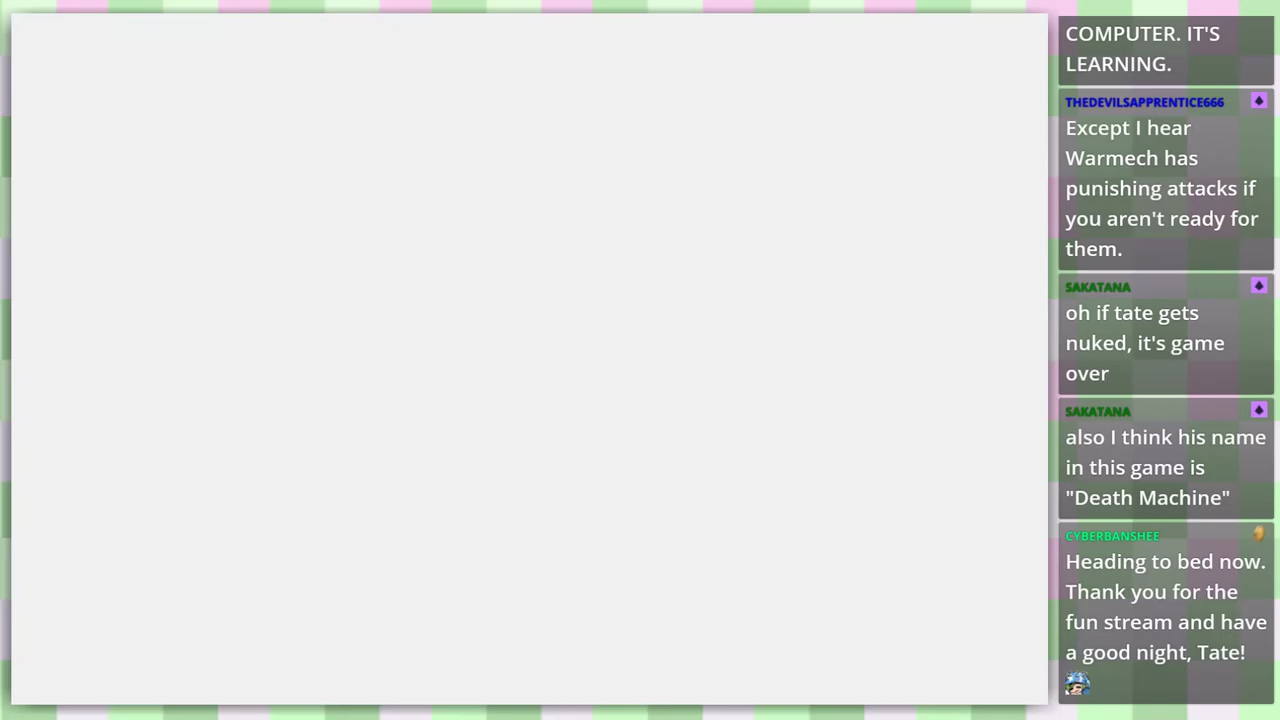 COMPUTER. IT'S
LEARNING.
THEDEVILSAPPRENTICE666
Except I hear
Warmech has
punishing attacks if
you aren't ready for
them.
SAKATANA
oh if tate gets
nuked, it's game
over
SAKATANA
also I think his name
in this game is
"Death Machine"
CYBERBANSHEE
Heading to bed now.
Thank you for the
fun stream and have
a good night, Tate!